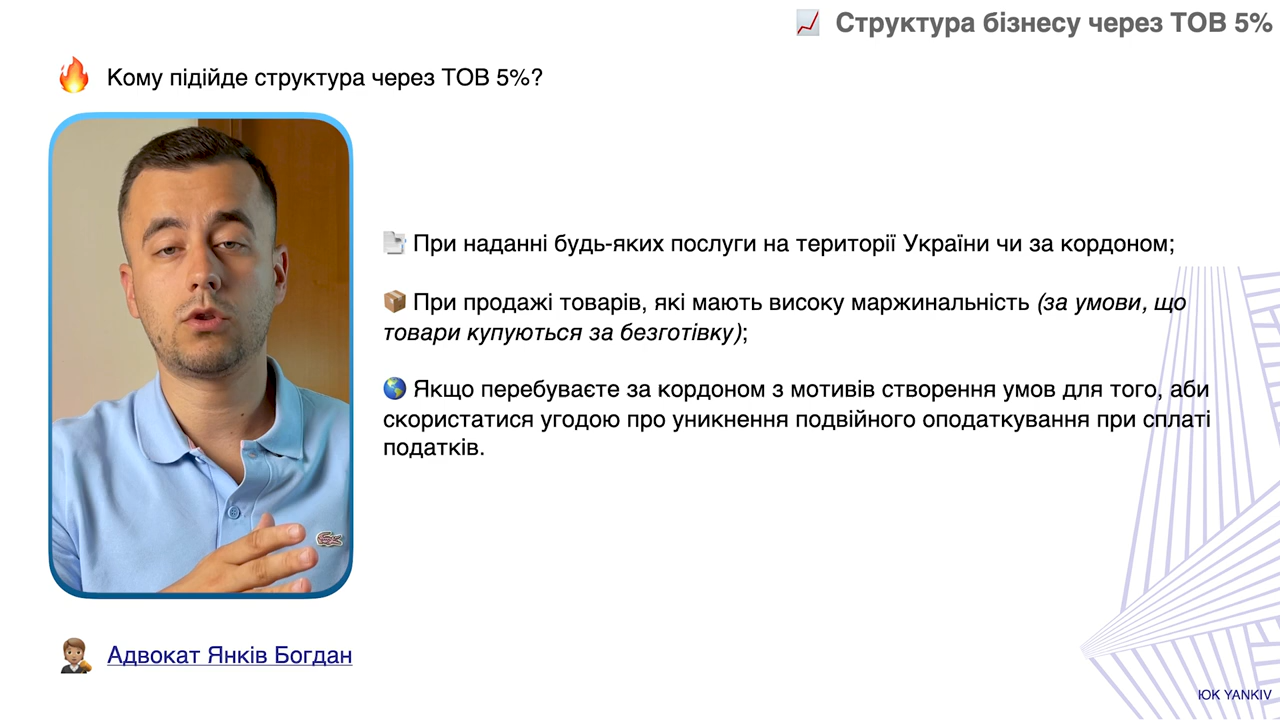 Структура бізнесу через ТОВ 5%
Кому підійде структура через ТОВ 5%?
При наданні будь-яких послуги на території України чи за кордоном;
При продажі товарів, які мають високу маржинальність (за умови, що
товари купуються за безготівку);
Якщо перебуваєте за кордоном з мотивів створення умов для того, аби
скористатися угодою про уникнення подвійного оподаткування при сплаті
податків.
Адвокат Янків Богдан
ЮК YANKIV